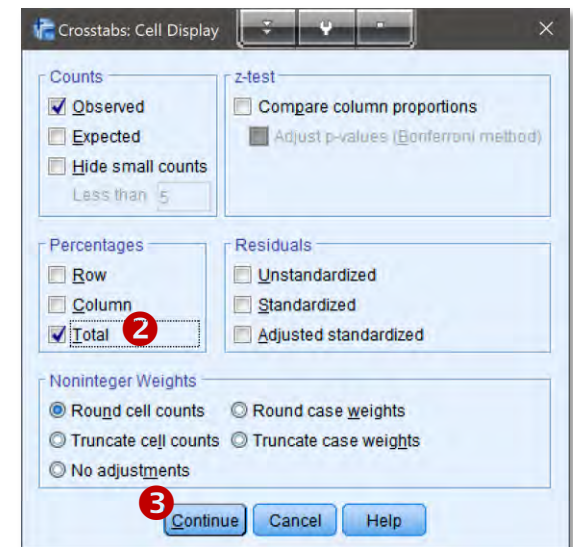 Crosstabs: Cell Display
Counts
Observed
Expected
Hide small counts
Less than 5
z-test
Compare column proportions
Adjust p-values (Bonferroni method)
Percentages
Row
Column
Total 2
Residuals
Unstandardized
Standardized
Adjusted standardized
Noninteger Weights
Round cell counts Round case weights
Truncate cell counts Truncate case weights
No adjustments
3
Continue Cancel Help